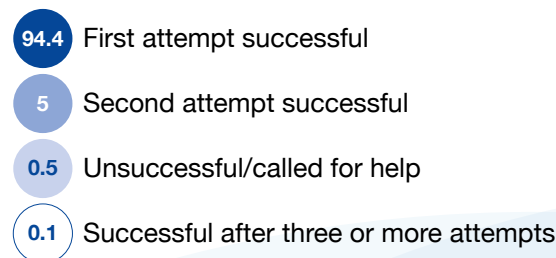 94.4 First attempt successful
5 Second attempt successful
0.5 Unsuccessful/called for help
0.1 Successful after three or more attempts